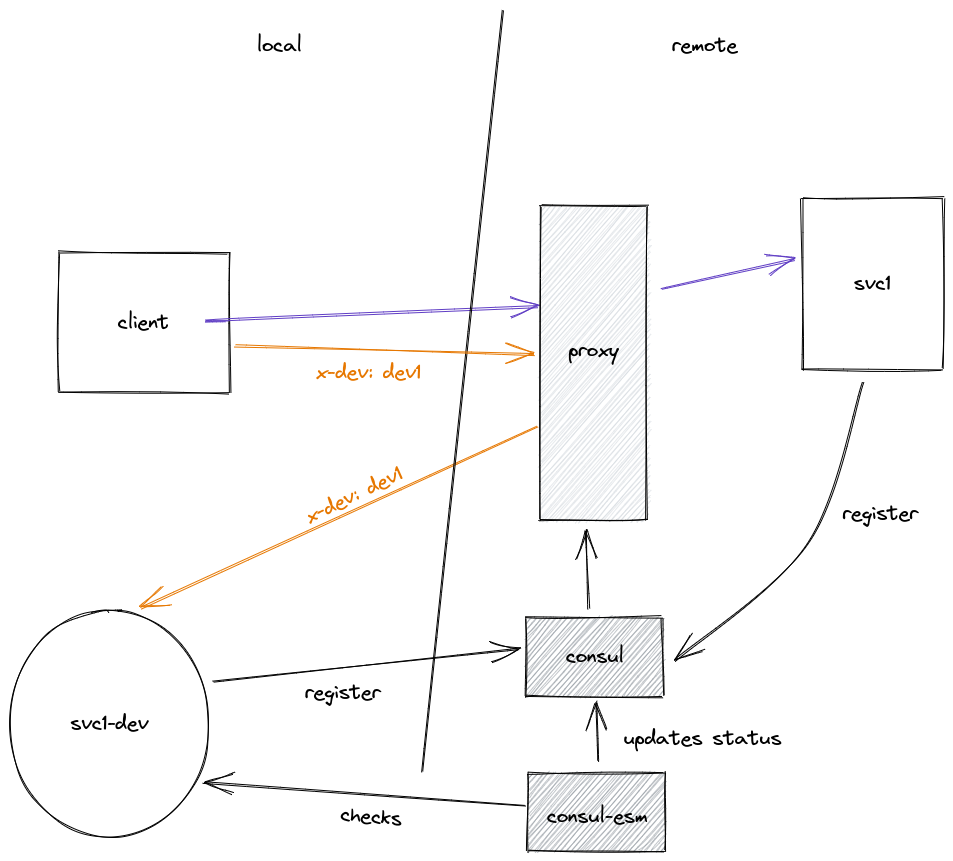 local
remote
svc1
client
proxy
x-dev: dev1
x-dev: dev1
register
consul
register
svc1-dev
updates status
checks
consul-esm